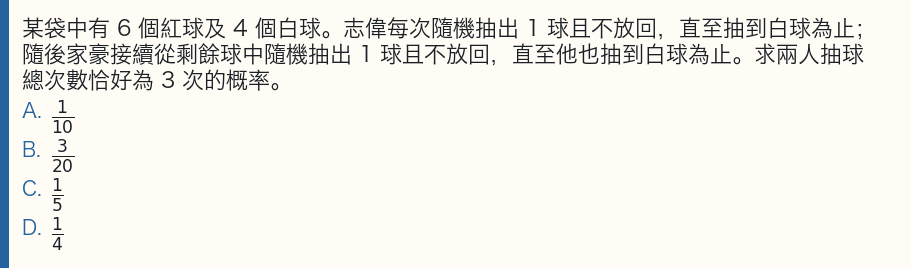 某袋中有 6 個紅球及 4 個白球。志偉每次隨機抽出 1 球且不放回，直至抽到白球為止；
隨後家豪接續從剩餘球中隨機抽出 1 球且不放回，直至他也抽到白球為止。求兩人抽球
總次數恰好為 3 次的概率。
A. 1/10
B. 3/20
C. 1/5
D. 1/4